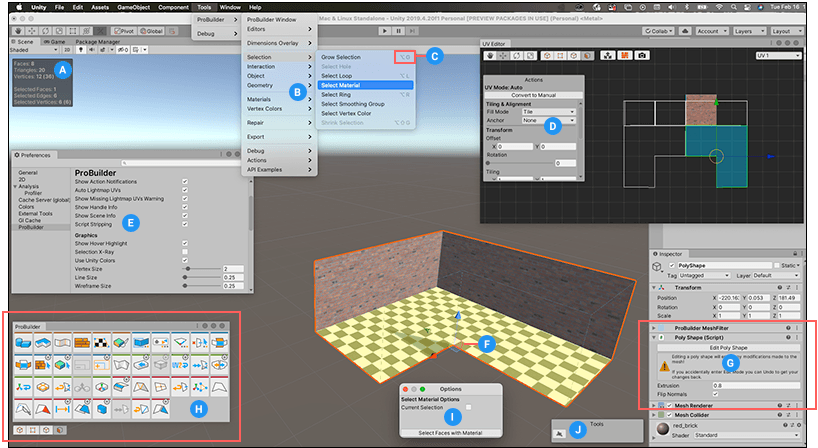 Unity File Edit Assets GameObject Component Tools Window Help Tue Feb 16
Mac & Linux Standalone - Unity 2019.4.20f1 Personal [PREVIEW PACKAGES IN USE] (Personal) <Metal>
ProBuilder
Debug
ProBuilder Window
Editors
Dimensions Overlay
Selection
Interaction
Object
Geometry
Materials
Vertex Colors
Repair
Export
Debug
Actions
API Examples
Grow Selection ⌥G
Select Hole
Select Loop ⌥L
Select Material
Select Ring ⌥R
Select Smoothing Group
Select Vertex Color
Shrink Selection ⌥⇧G
Pivot Global
Collab Account Layers Layout
Scene Game Package Manager
Shaded 2D
Faces: 8
Triangles: 20
Vertices: 12 (36)
Selected Faces: 1
Selected Edges: 6
Selected Vertices: 6 (6)
A
B
C
UV Editor
UV 1
Actions
UV Mode: Auto
Convert to Manual
Tiling & Alignment
Fill Mode Tile
Anchor None
Transform
Offset
X 0 Y 0
Rotation
0
Tiling
D
Preferences
General
2D
Analysis
Profiler
Cache Server (global)
Colors
External Tools
GI Cache
ProBuilder
ProBuilder
Show Action Notifications
Auto Lightmap UVs
Show Missing Lightmap UVs Warning
Show Handle Info
Show Scene Info
Script Stripping
Graphics
Show Hover Highlight
Selection X-Ray
Use Unity Colors
Vertex Size 2
Line Size 0.25
Wireframe Size 0.25
E
F
Inspector
PolyShape Static
Tag Untagged Layer Default
Transform
Position X -220.162 Y 0.053 Z 181.49
Rotation X 0 Y 0 Z 0
Scale X 1 Y 1 Z 1
ProBuilder MeshFilter
Poly Shape (Script)
Edit Poly Shape
Editing a poly shape will modifications made to the
mesh!
If you accidentally enter Edit Mode you can Undo to get your
changes back.
G
Extrusion 0.8
Flip Normals
Mesh Renderer
Mesh Collider
red_brick
Shader Standard
ProBuilder
H
Options
Select Material Options
Current Selection
I
Select Faces with Material
Tools
J